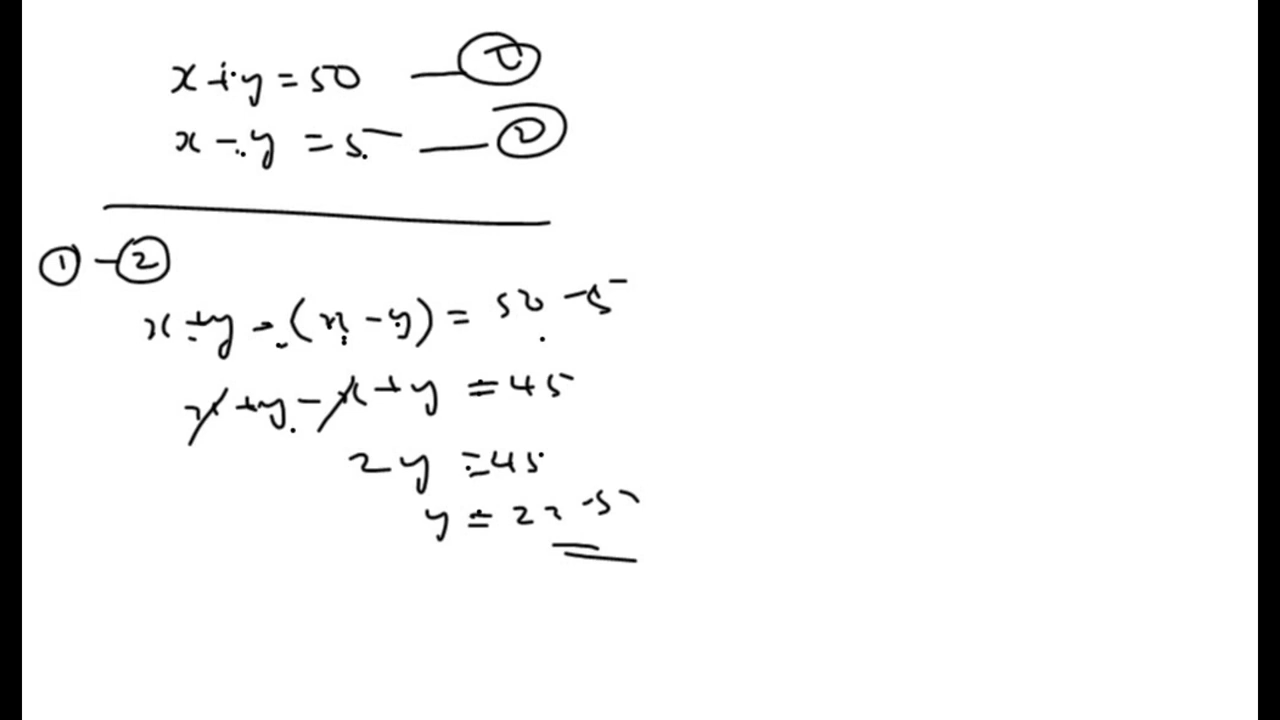 x + y = 50 — ①
x - y = 5 — ②
① - ②
x + y - (x - y) = 50 - 5
x + y - x + y = 45
2y = 45
y = 22.5